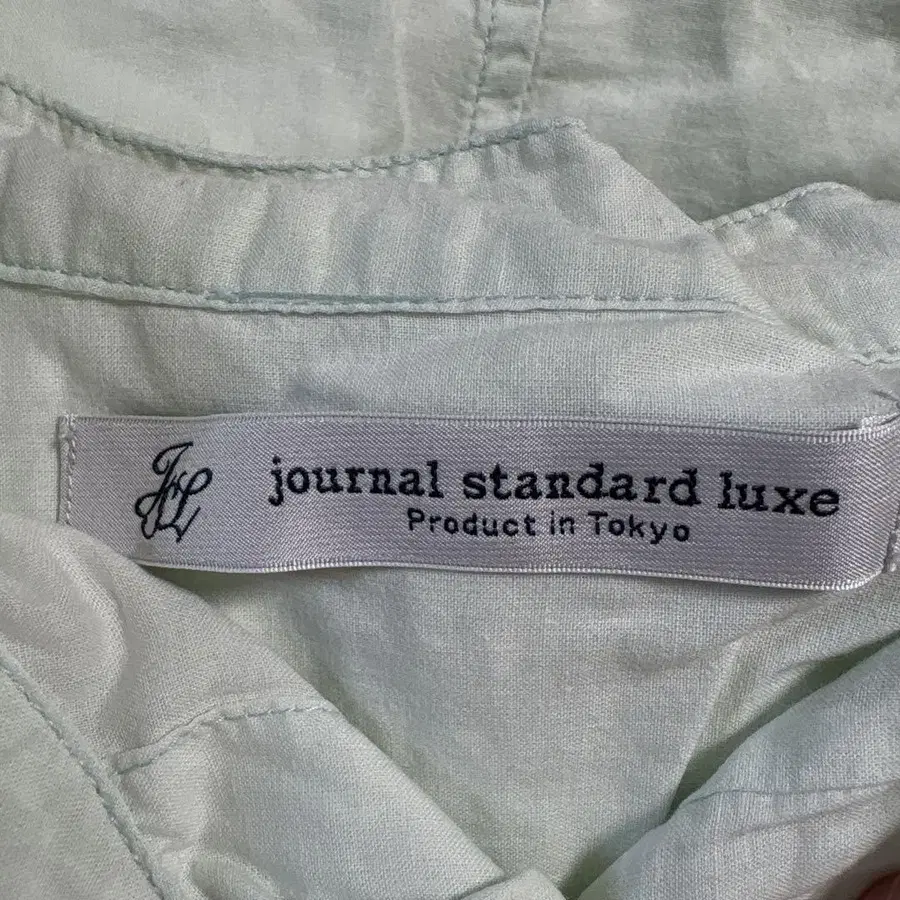 journal standard luxe
Product in Tokyo